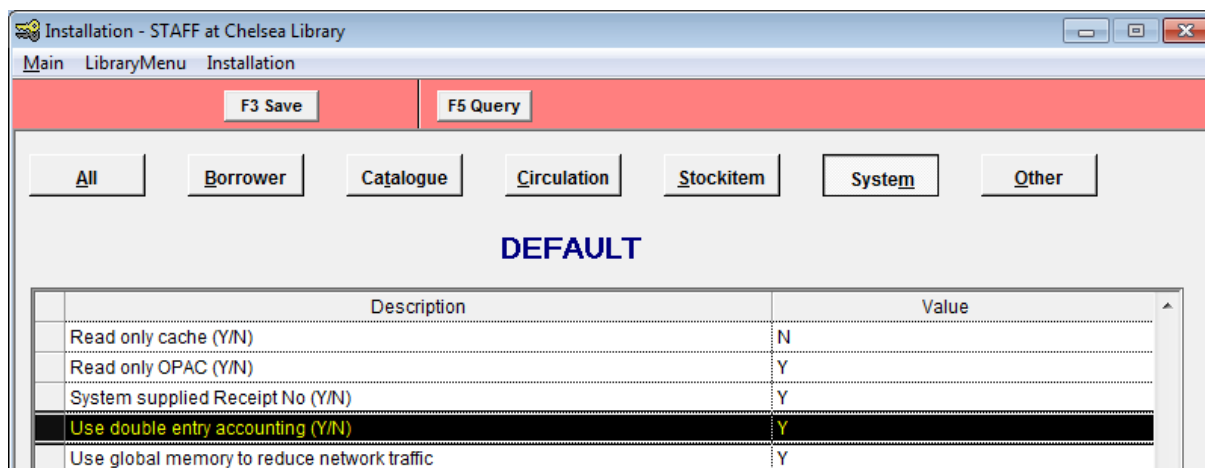 Installation - STAFF at Chelsea Library
Main LibraryMenu Installation
F3 Save F5 Query
All Borrower Catalogue Circulation Stockitem System Other
DEFAULT
Description Value
Read only cache (Y/N) N
Read only OPAC (Y/N) Y
System supplied Receipt No (Y/N) Y
Use double entry accounting (Y/N) Y
Use global memory to reduce network traffic Y